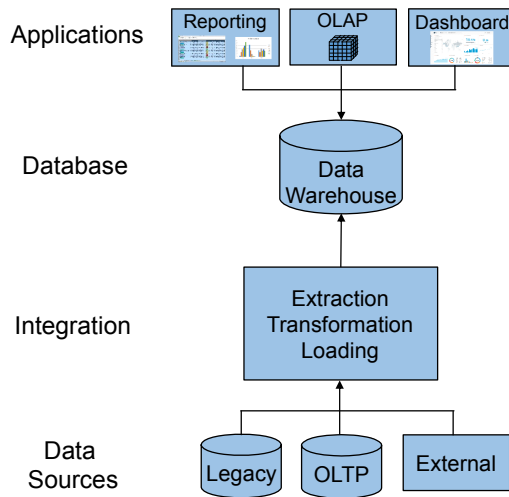 Applications
Reporting
OLAP
Dashboard
Database
Data
Warehouse
Integration
Extraction
Transformation
Loading
Data
Sources
Legacy
OLTP
External